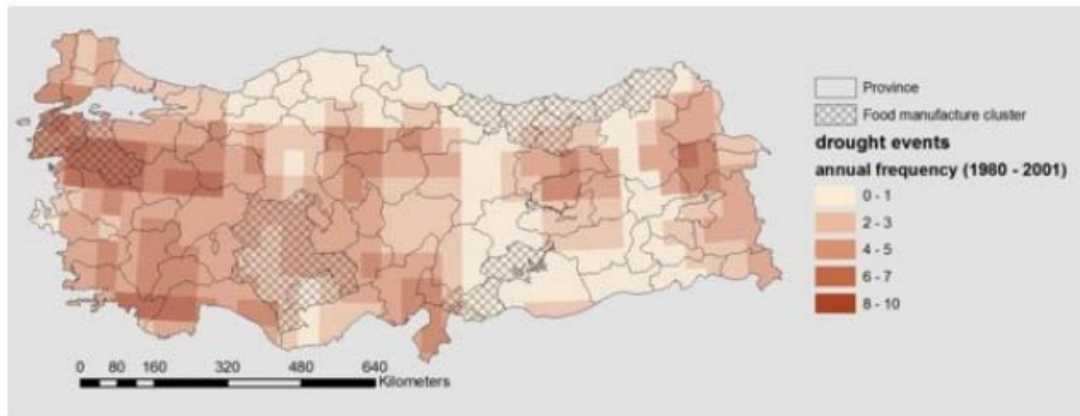 Province
Food manufacture cluster
drought events
annual frequency (1980 - 2001)
0 - 1
2 - 3
4 - 5
6 - 7
8 - 10
0 80 160 320 480 640
Kilometers